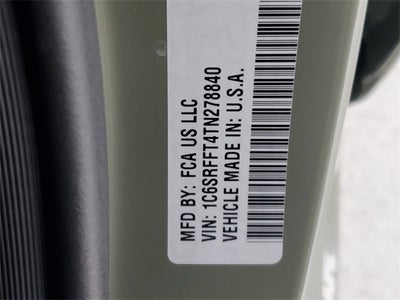 MFD BY: FCA US LLC
VIN: 1C6SRFFT4TN278840
VEHICLE MADE IN: U.S.A.